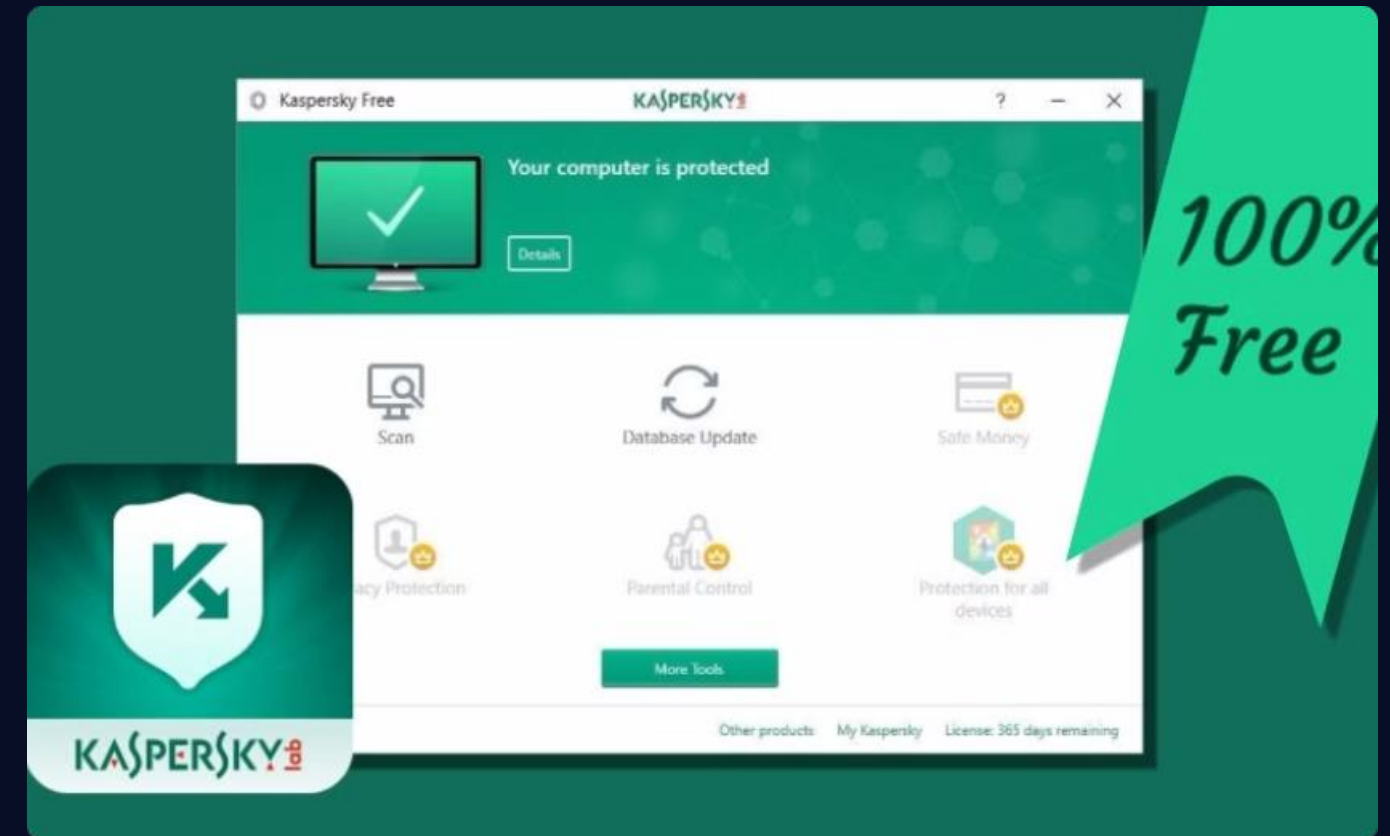 Kaspersky Free
KASPERSKY lab
?
Your computer is protected
Details
100%
Free
Scan
Database Update
Safe Money
acy Protection
Parental Control
Protection for all
devices
More Tools
Other products My Kaspersky License: 365 days remaining
K
KASPERSKY lab